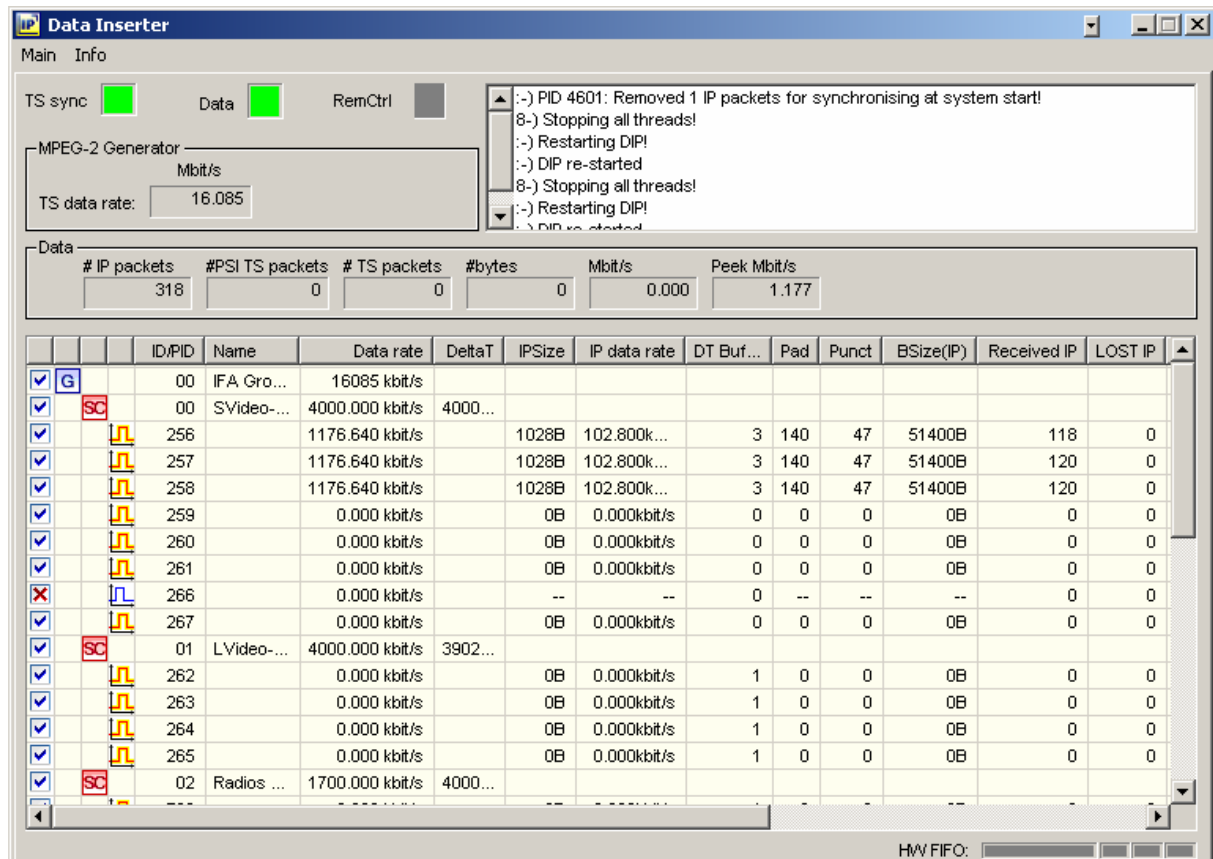 IP Data Inserter
Main Info
TS sync Data RemCtrl
:-) PID 4601: Removed 1 IP packets for synchronising at system start!
8-) Stopping all threads!
:-) Restarting DIP!
:-) DIP re-started
8-) Stopping all threads!
:-) Restarting DIP!
:-) DIP re-started
MPEG-2 Generator
Mbit/s
TS data rate: 16.085
Data
# IP packets #PSI TS packets # TS packets #bytes Mbit/s Peek Mbit/s
318 0 0 0 0.000 1.177
ID/PID Name Data rate DeltaT IPSize IP data rate DT Buf... Pad Punct BSize(IP) Received IP LOST IP
G 00 IFA Gro... 16085 kbit/s
SC 00 SVideo-... 4000.000 kbit/s 4000...
256 1176.640 kbit/s 1028B 102.800k... 3 140 47 51400B 118 0
257 1176.640 kbit/s 1028B 102.800k... 3 140 47 51400B 120 0
258 1176.640 kbit/s 1028B 102.800k... 3 140 47 51400B 120 0
259 0.000 kbit/s 0B 0.000kbit/s 0 0 0 0B 0 0
260 0.000 kbit/s 0B 0.000kbit/s 0 0 0 0B 0 0
261 0.000 kbit/s 0B 0.000kbit/s 0 0 0 0B 0 0
266 0.000 kbit/s -- -- 0 -- -- -- 0 0
267 0.000 kbit/s 0B 0.000kbit/s 0 0 0 0B 0 0
SC 01 LVideo-... 4000.000 kbit/s 3902...
262 0.000 kbit/s 0B 0.000kbit/s 1 0 0 0B 0 0
263 0.000 kbit/s 0B 0.000kbit/s 1 0 0 0B 0 0
264 0.000 kbit/s 0B 0.000kbit/s 1 0 0 0B 0 0
265 0.000 kbit/s 0B 0.000kbit/s 1 0 0 0B 0 0
SC 02 Radios ... 1700.000 kbit/s 4000...
HW FIFO: